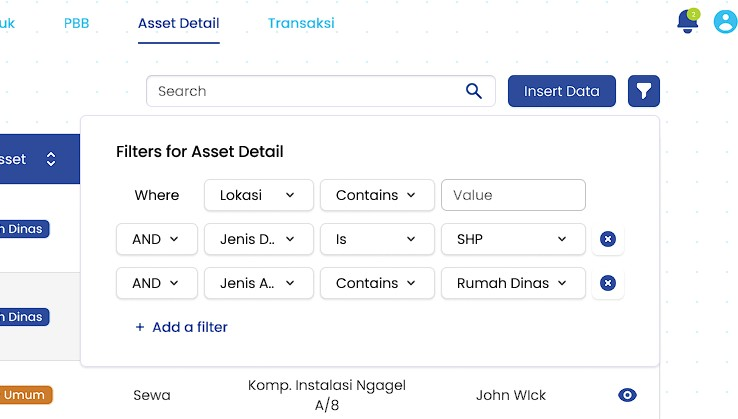 uk PBB Asset Detail Transaksi 2
Search Insert Data
Filters for Asset Detail
sset
Where Lokasi Contains Value
n Dinas AND Jenis D.. Is SHP
AND Jenis A.. Contains Rumah Dinas
n Dinas + Add a filter
Umum Sewa Komp. Instalasi Ngagel
A/8 John WIck